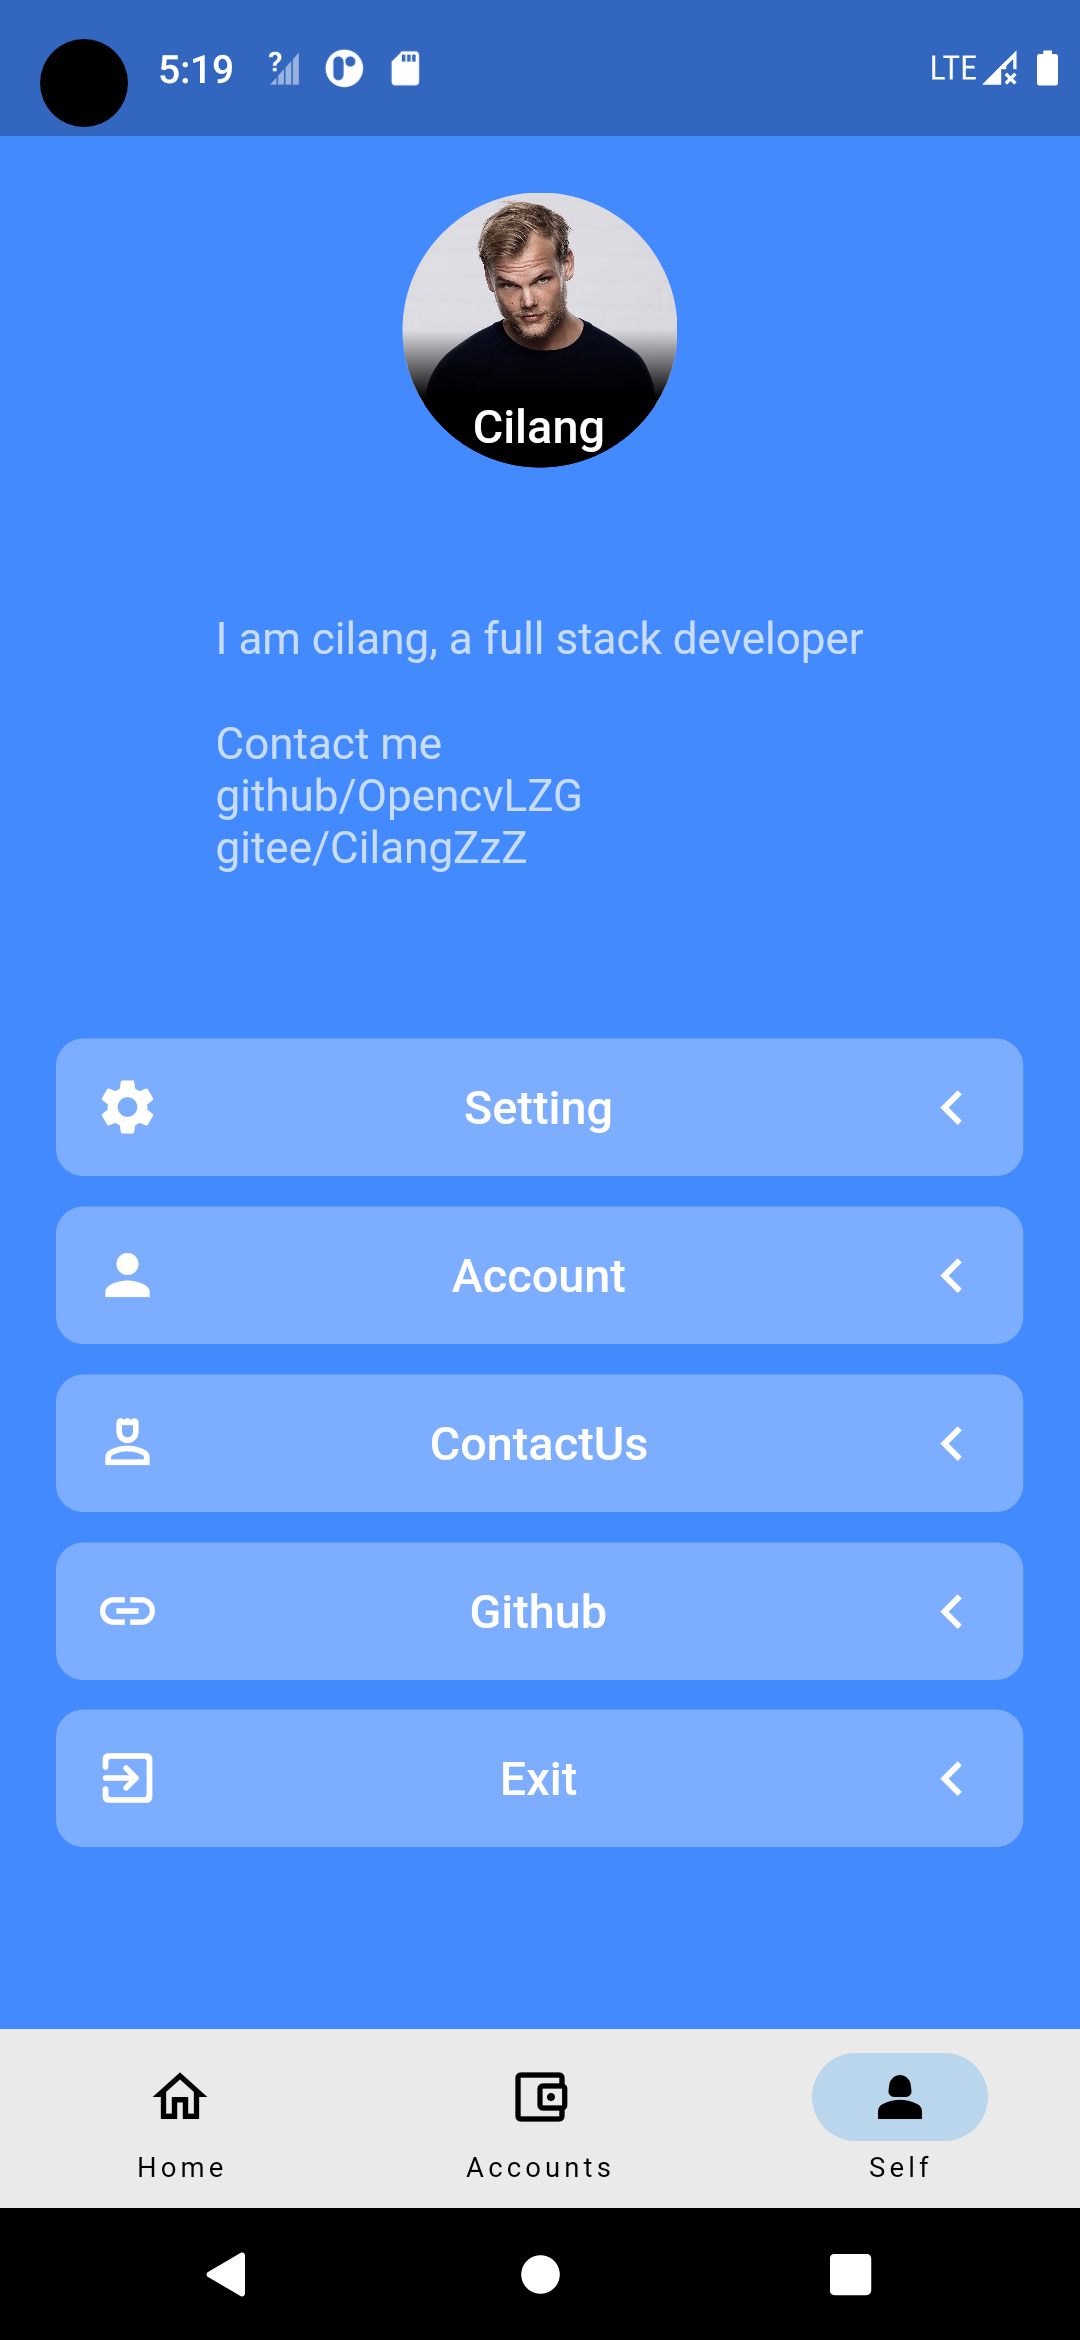 5:19
LTE
Cilang
I am cilang, a full stack developer
Contact me
github/OpencvLZG
gitee/CilangZzZ
Setting
Account
ContactUs
Github
Exit
Home
Accounts
Self